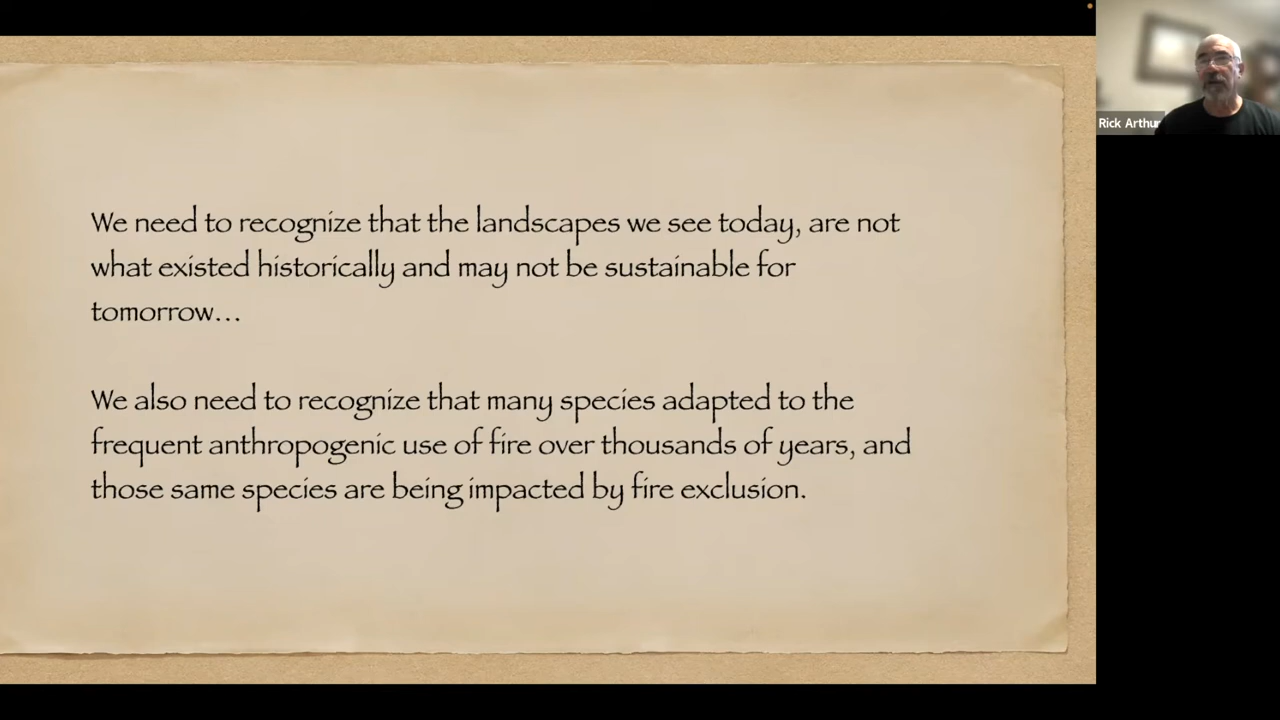 We need to recognize that the landscapes we see today, are not
what existed historically and may not be sustainable for
tomorrow...
We also need to recognize that many species adapted to the
frequent anthropogenic use of fire over thousands of years, and
those same species are being impacted by fire exclusion.
Rick Arthur